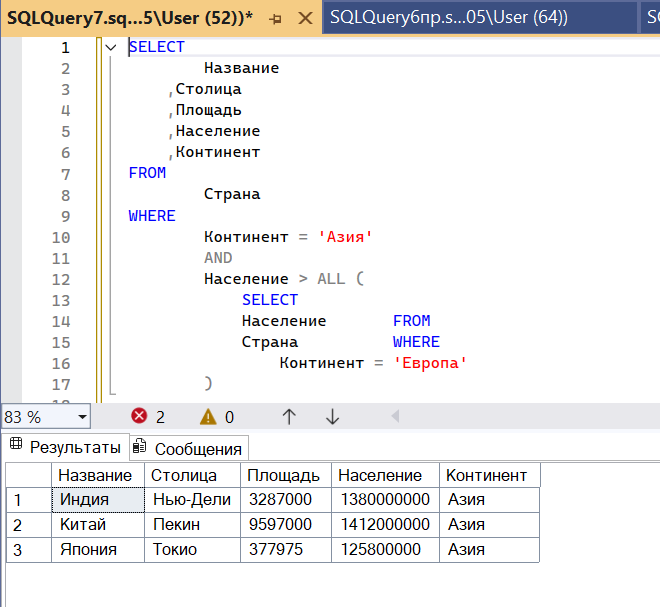 SQLQuery7.sq...5\User (52))* SQLQuery6пр.s...05\User (64))
1 SELECT
2 Название
3 ,Столица
4 ,Площадь
5 ,Население
6 ,Континент
7 FROM
8 Страна
9 WHERE
10 Континент = 'Азия'
11 AND
12 Население > ALL (
13 SELECT
14 Население FROM
15 Страна WHERE
16 Континент = 'Европа'
17 )
83 % 2 0
Результаты Сообщения
Название Столица Площадь Население Континент
1 Индия Нью-Дели 3287000 1380000000 Азия
2 Китай Пекин 9597000 1412000000 Азия
3 Япония Токио 377975 125800000 Азия